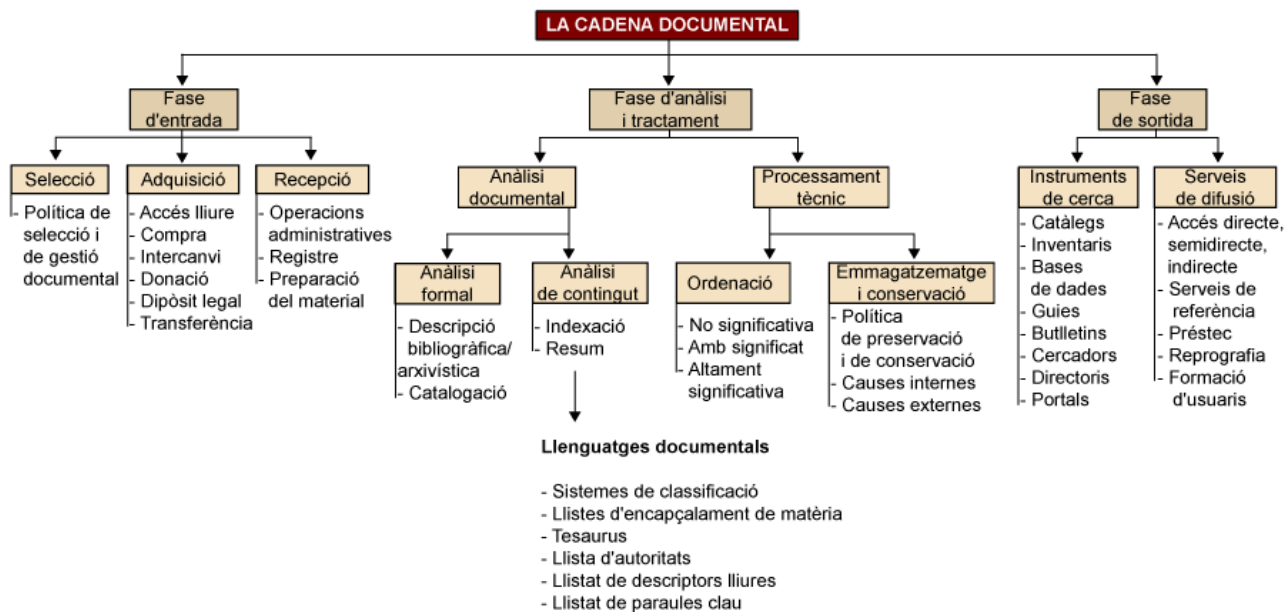 LA CADENA DOCUMENTAL
Fase
d'entrada
Selecció
- Política de
selecció i
de gestió
documental
Adquisició
- Accés lliure
- Compra
- Intercanvi
- Donació
- Dipòsit legal
- Transferència
Recepció
- Operacions
administratives
- Registre
- Preparació
del material
Fase d'anàlisi
i tractament
Anàlisi
documental
Anàlisi
formal
- Descripció
bibliogràfica/
arxivística
- Catalogació
Anàlisi
de contingut
- Indexació
- Resum
Llenguatges documentals
- Sistemes de classificació
- Llistes d'encapçalament de matèria
- Tesaurus
- Llista d'autoritats
- Llistat de descriptors lliures
- Llistat de paraules clau
Processament
tècnic
Ordenació
- No significativa
- Amb significat
- Altament
significativa
Emmagatzematge
i conservació
- Política
de preservació
i de conservació
- Causes internes
- Causes externes
Fase
de sortida
Instruments
de cerca
- Catàlegs
- Inventaris
- Bases
de dades
- Guies
- Butlletins
- Cercadors
- Directoris
- Portals
Serveis
de difusió
- Accés directe,
semidirecte,
indirecte
- Serveis de
referència
- Préstec
- Reprografia
- Formació
d'usuaris